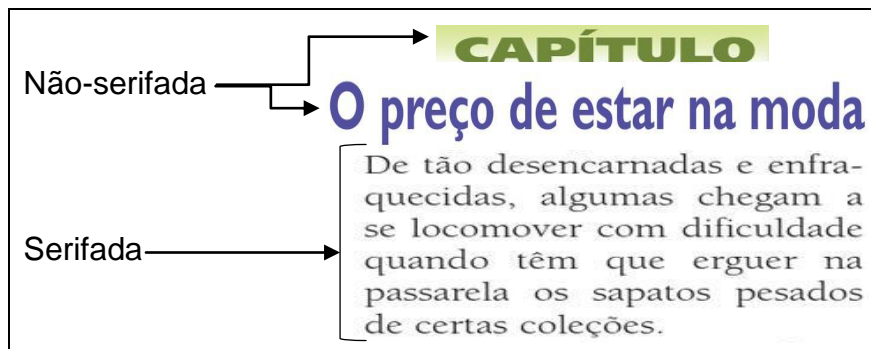 CAPÍTULO
Não-serifada
O preço de estar na moda
De tão desencarnadas e enfra-
quecidas, algumas chegam a
se locomover com dificuldade
Serifada
quando têm que erguer na
passarela os sapatos pesados
de certas coleções.